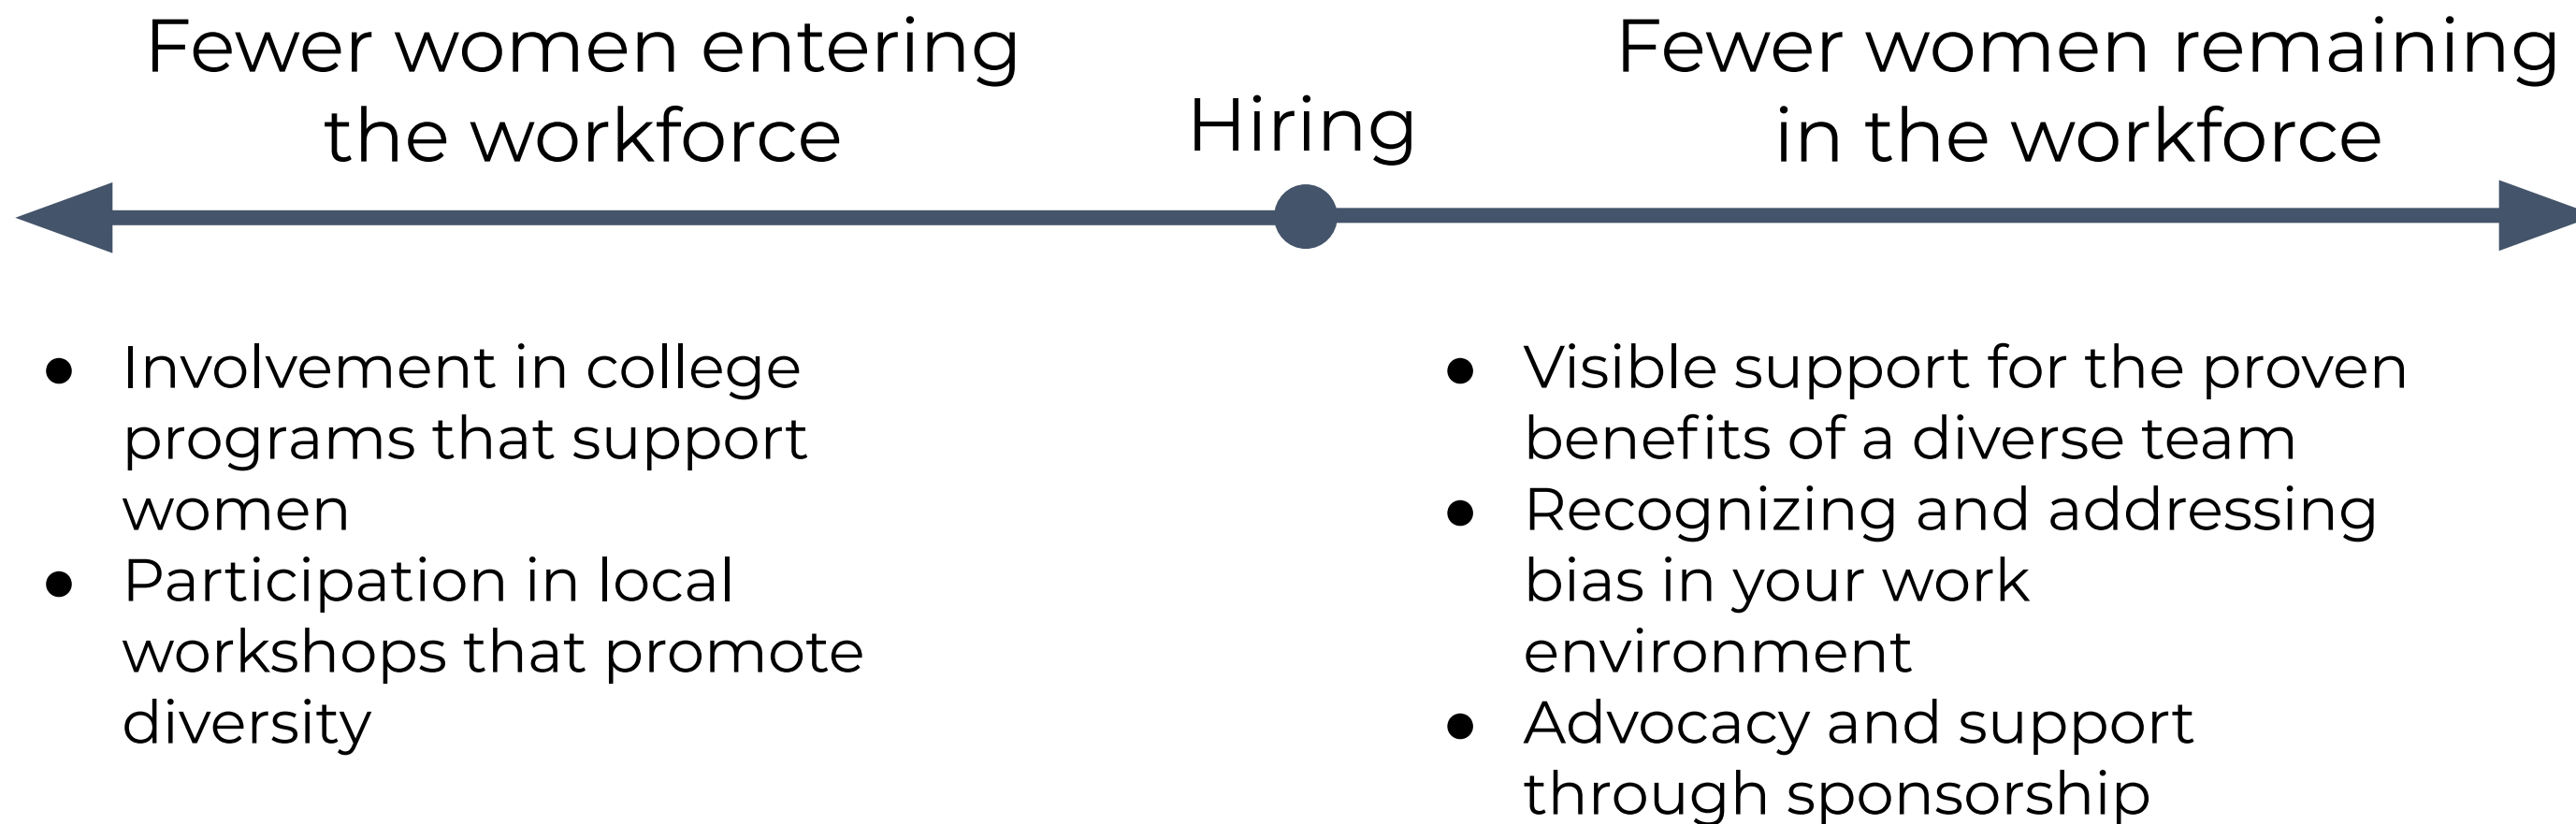 Fewer women entering
the workforce
Hiring
Fewer women remaining
in the workforce
● Involvement in college
programs that support
women
● Participation in local
workshops that promote
diversity
● Visible support for the proven
benefits of a diverse team
● Recognizing and addressing
bias in your work
environment
● Advocacy and support
through sponsorship